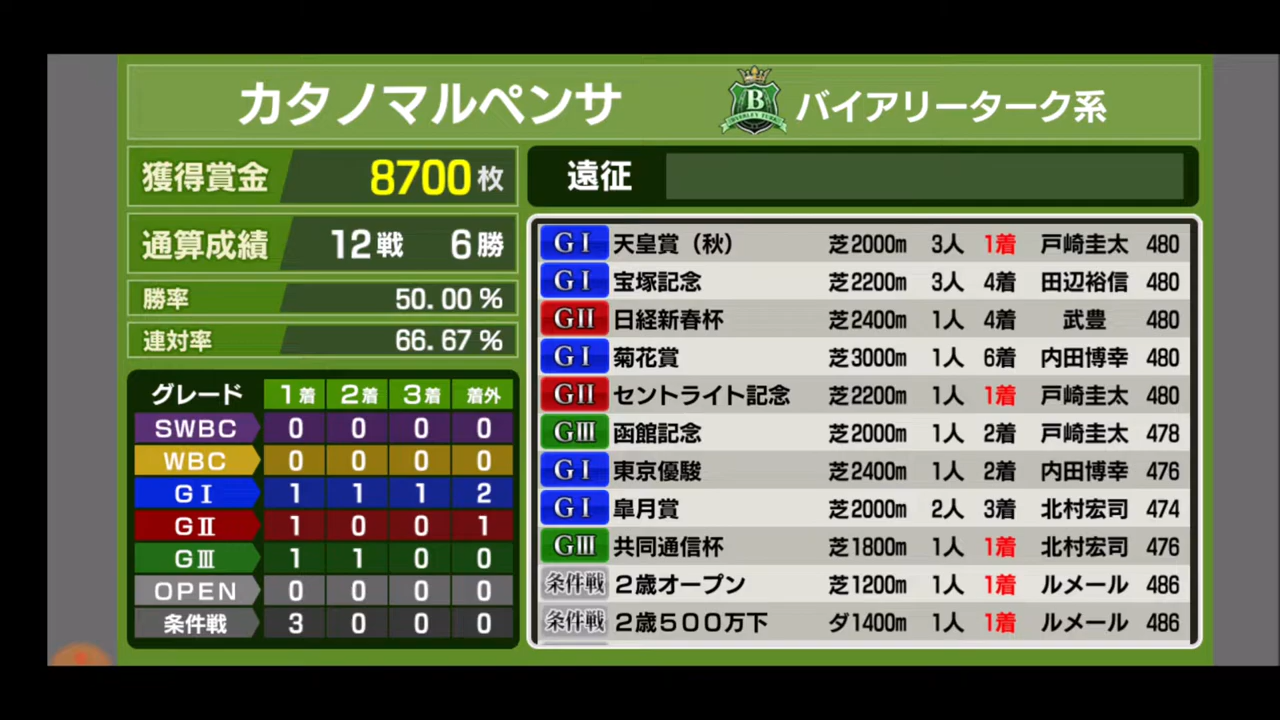 カタノマルペンサ
B
バイアリーターク系
獲得賞金 8700枚
通算成績 12戦 6勝
勝率 50.00%
連対率 66.67%
グレード 1着 2着 3着 着外
SWBC 0 0 0 0
WBC 0 0 0 0
GⅠ 1 1 1 2
GⅡ 1 0 0 1
GⅢ 1 1 0 0
OPEN 0 0 0 0
条件戦 3 0 0 0
遠征
GⅠ 天皇賞（秋） 芝2000m 3人 1着 戸崎圭太 480
GⅠ 宝塚記念 芝2200m 3人 4着 田辺裕信 480
GⅡ 日経新春杯 芝2400m 1人 4着 武豊 480
GⅠ 菊花賞 芝3000m 1人 6着 内田博幸 480
GⅡ セントライト記念 芝2200m 1人 1着 戸崎圭太 480
GⅢ 函館記念 芝2000m 1人 2着 戸崎圭太 478
GⅠ 東京優駿 芝2400m 1人 2着 内田博幸 476
GⅠ 皐月賞 芝2000m 2人 3着 北村宏司 474
GⅢ 共同通信杯 芝1800m 1人 1着 北村宏司 476
条件戦 2歳オープン 芝1200m 1人 1着 ルメール 486
条件戦 2歳500万下 ダ1400m 1人 1着 ルメール 486